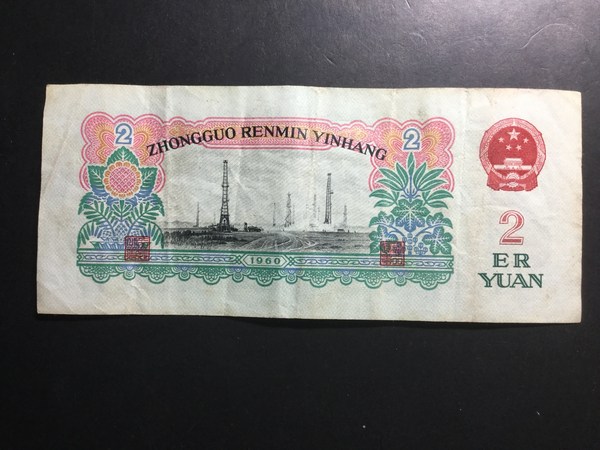 2
ZHONGGUO RENMIN YINHANG
2
1960
2
ER
YUAN